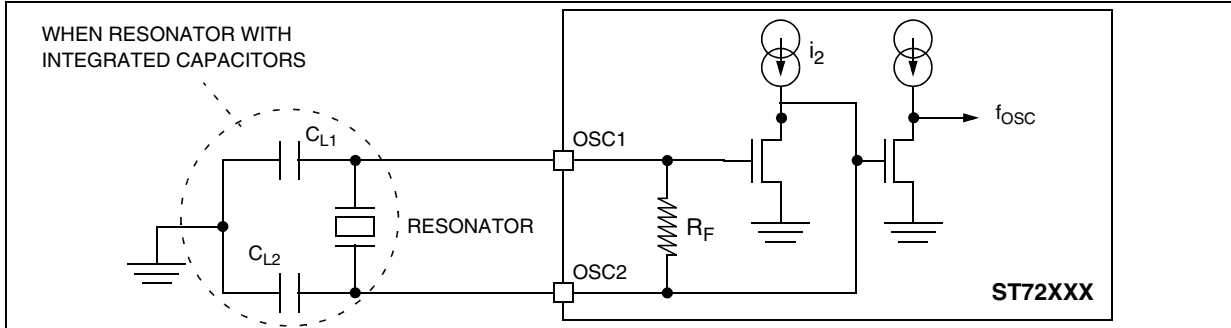 WHEN RESONATOR WITH
INTEGRATED CAPACITORS
i2
fOSC
CL1
OSC1
RESONATOR
RF
CL2
OSC2
ST72XXX